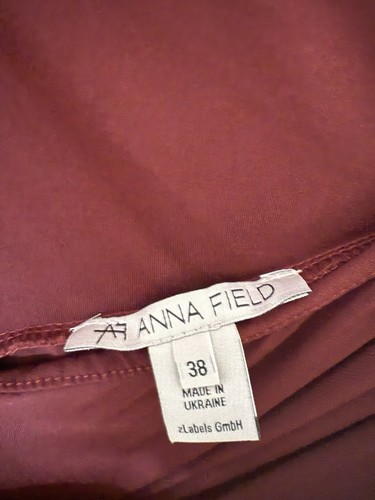 AF ANNA FIELD
38
MADE IN
UKRAINE
zLabels GmbH